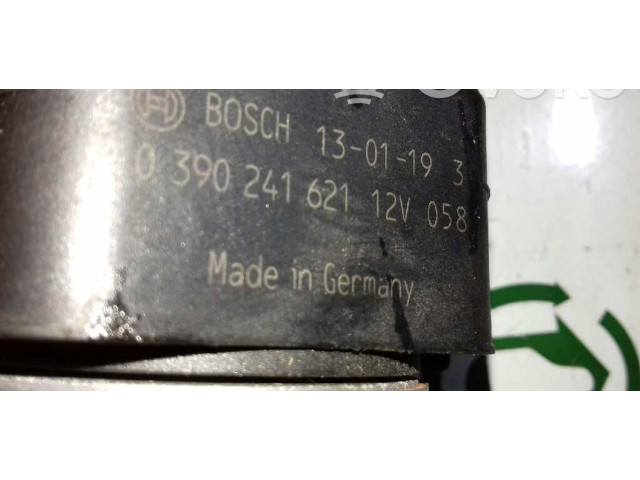 BOSCH 13-01-19 3
0 390 241 621 12V 058
Made in Germany